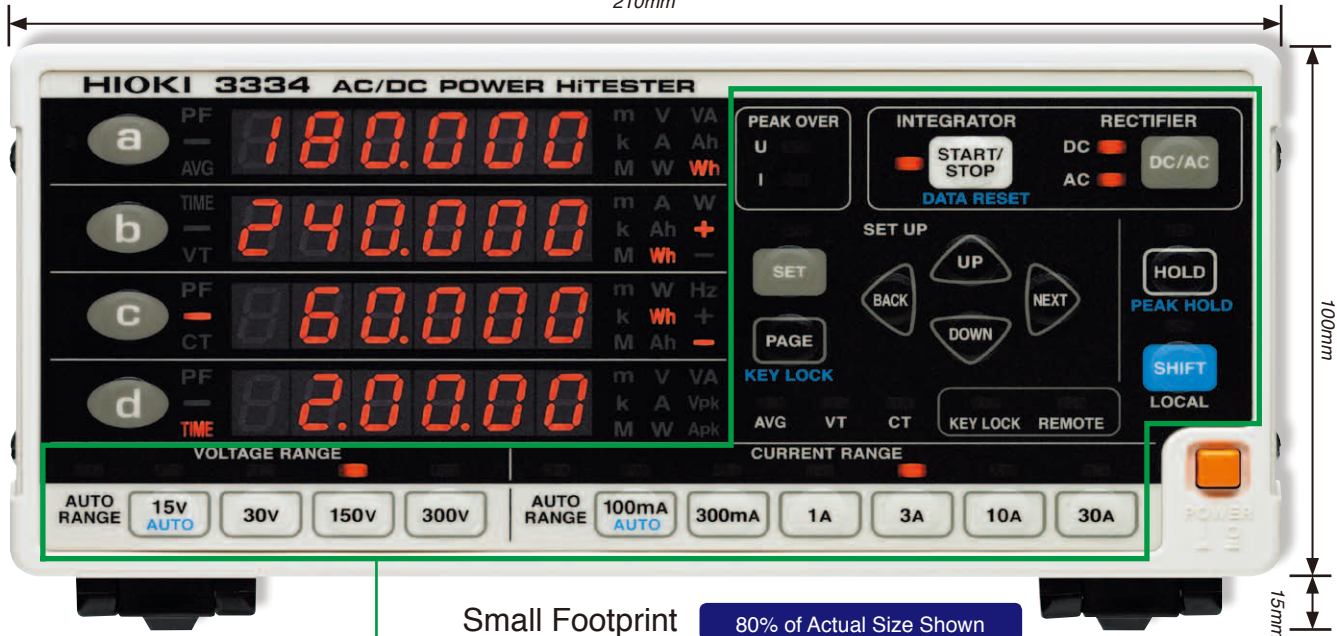 210mm
HIOKI 3334 AC/DC POWER HiTESTER
a PF AVG 180.000 m V VA k A Ah M W Wh
b TIME VT 240.000 m A W k Ah + M Wh -
c PF - CT 60.000 m W Hz k Wh + M Ah -
d PF TIME 2.0.0.0.0 m V VA k A Vpk M W Apk
PEAK OVER
U
I
INTEGRATOR RECTIFIER
START/
STOP
DATA RESET
DC
AC
DC/AC
SET UP
SET
UP
BACK
NEXT
DOWN
PAGE
KEY LOCK
HOLD
PEAK HOLD
SHIFT
LOCAL
AVG VT CT KEY LOCK REMOTE
VOLTAGE RANGE CURRENT RANGE
AUTO
RANGE
15V
AUTO
30V 150V 300V
AUTO
RANGE
100mA
AUTO
300mA 1A 3A 10A 30A
POWER
100mm
15mm
Small Footprint
80% of Actual Size Shown